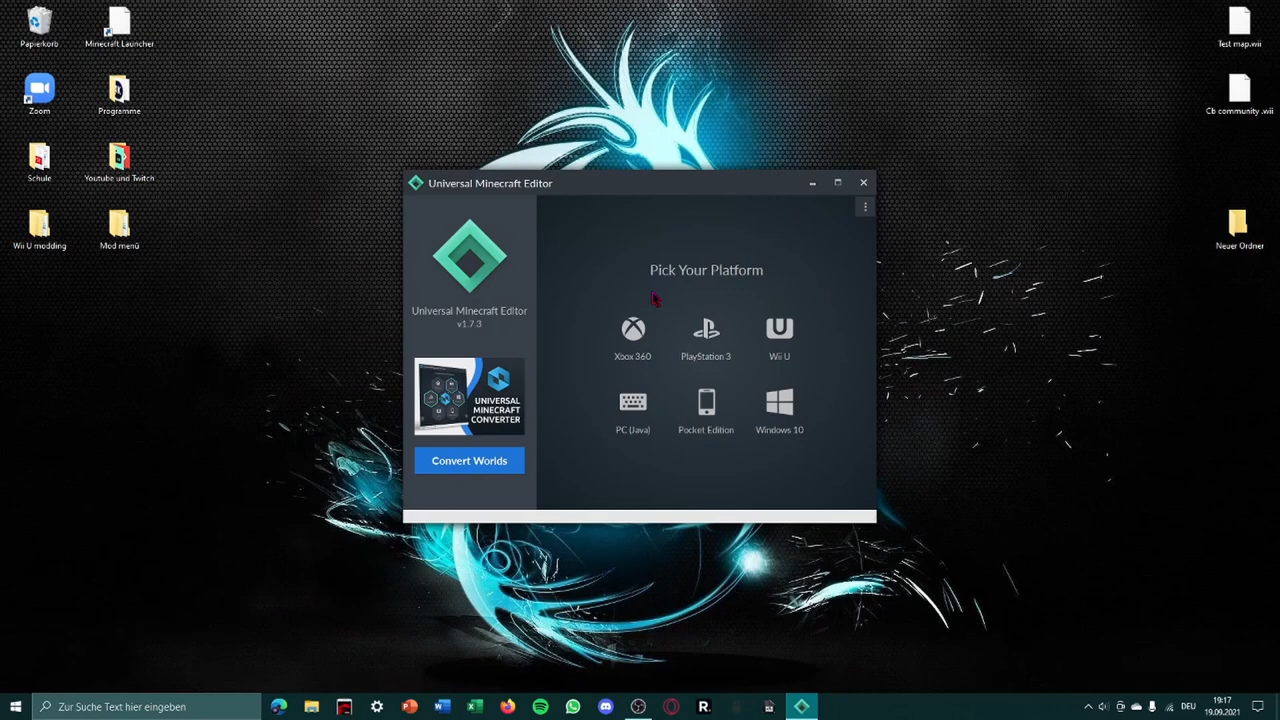 Papierkorb
Minecraft Launcher
Zoom
Programme
Schule
Youtube und Twitch
Wii U modding
Mod menü
Test map.wii
Cb community .wii
Neuer Ordner
Universal Minecraft Editor
Universal Minecraft Editor
v1.7.3
UNIVERSAL
MINECRAFT
CONVERTER
Convert Worlds
Pick Your Platform
Xbox 360
PlayStation 3
Wii U
PC (Java)
Pocket Edition
Windows 10
Zur Suche Text hier eingeben
DEU
19:17
19.09.2021